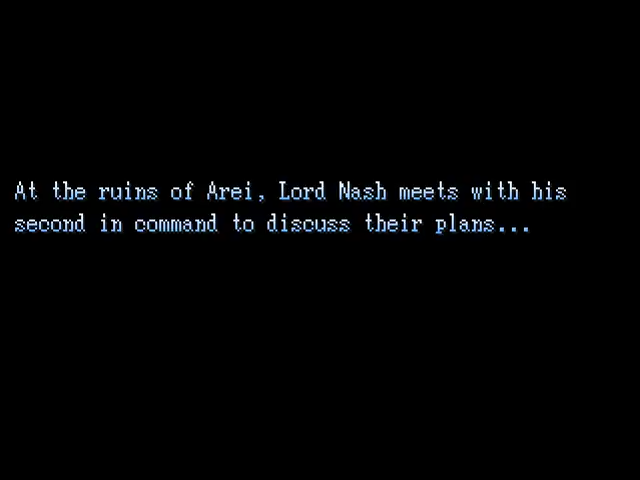 At the ruins of Arei, Lord Nash meets with his
second in command to discuss their plans...